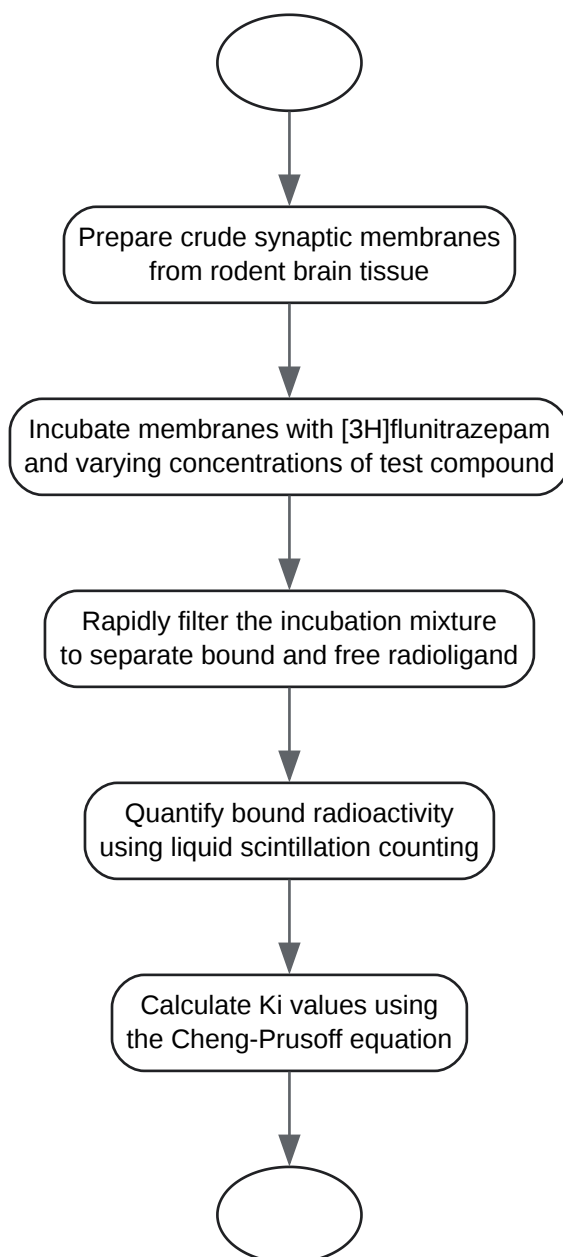 Prepare crude synaptic membranes
from rodent brain tissue
Incubate membranes with [3H]flunitrazepam
and varying concentrations of test compound
Rapidly filter the incubation mixture
to separate bound and free radioligand
Quantify bound radioactivity
using liquid scintillation counting
Calculate Ki values using
the Cheng-Prusoff equation